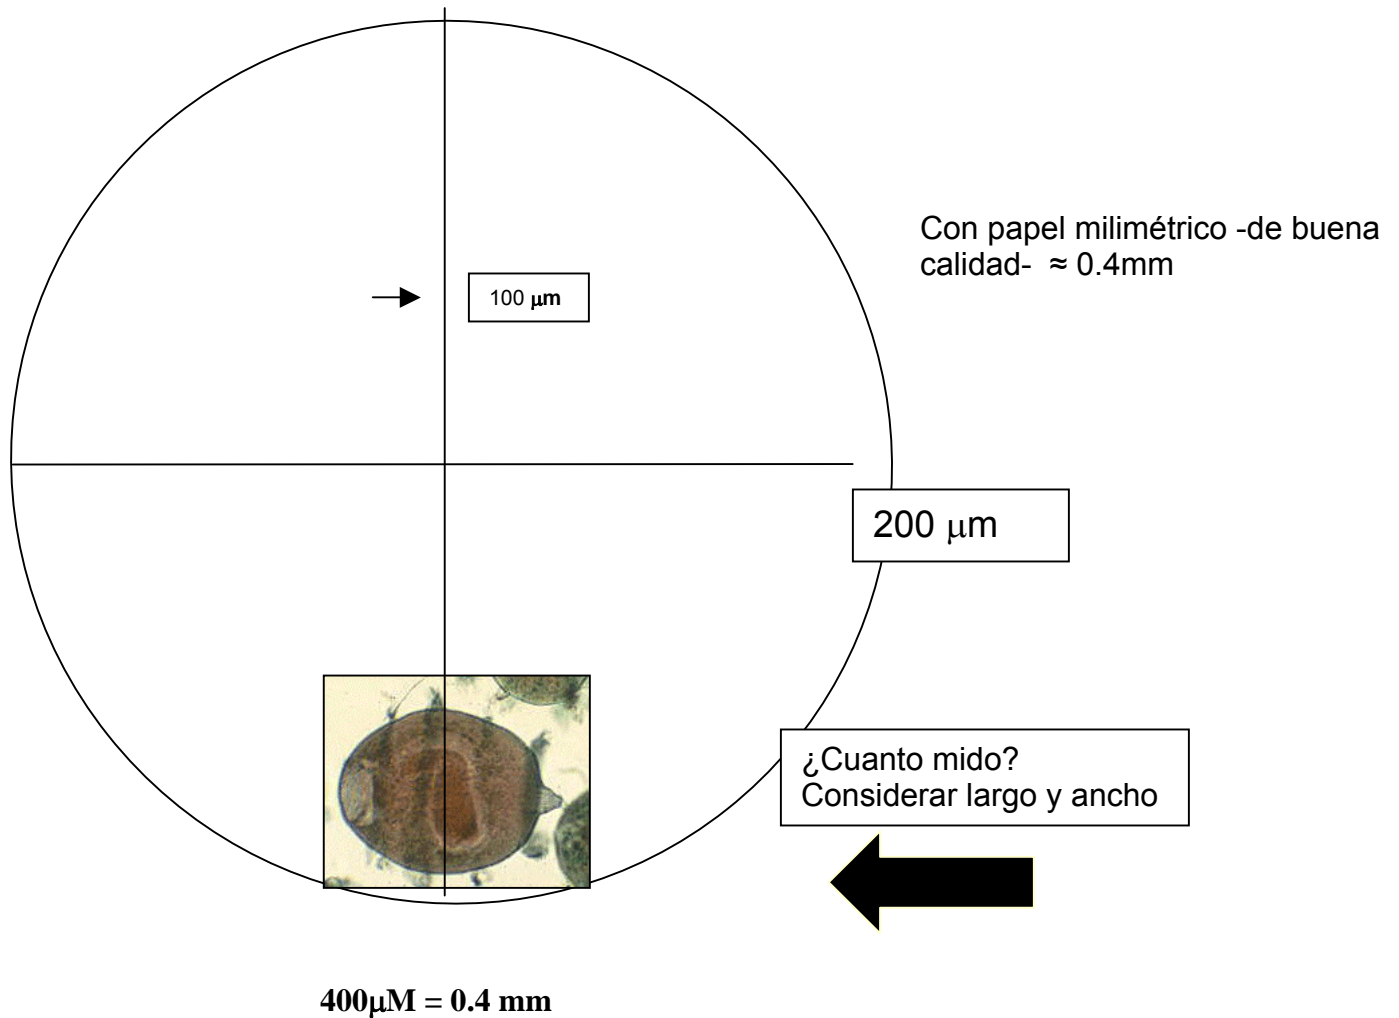 Con papel milimétrico -de buena
calidad- ≈ 0.4mm
100 μm
200 μm
¿Cuanto mido?
Considerar largo y ancho
400μM = 0.4 mm